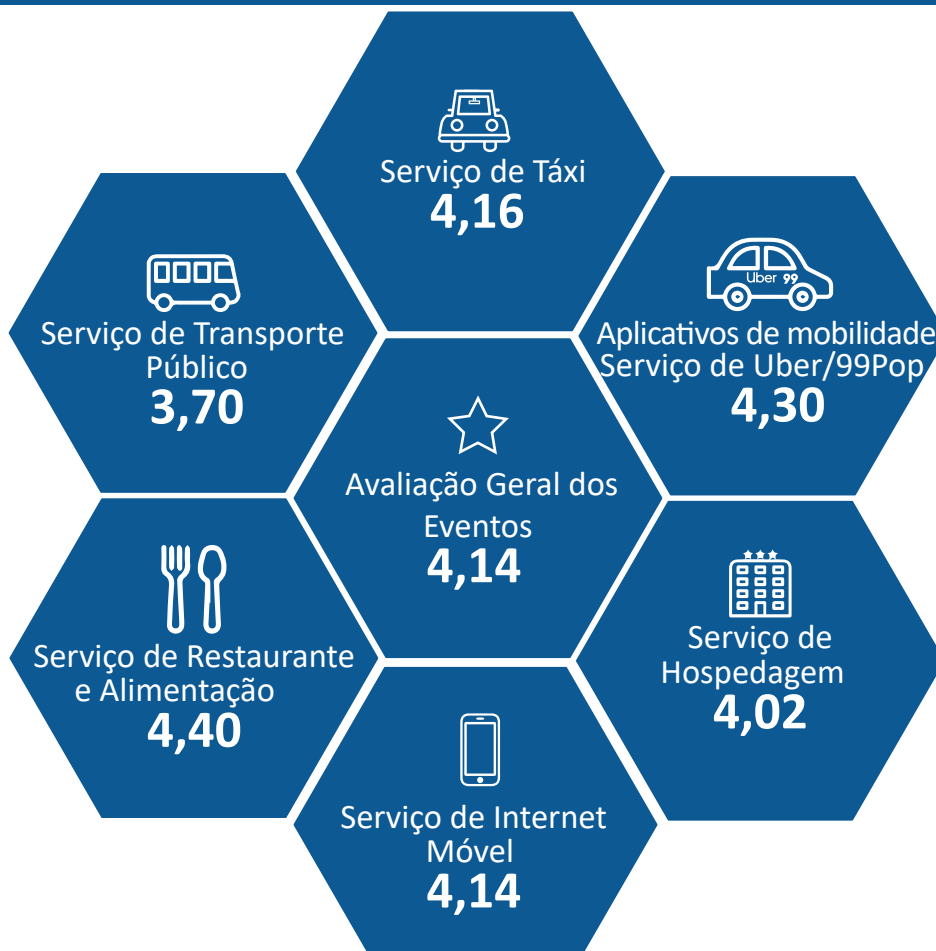 Serviço de Táxi
4,16
Serviço de Transporte
Público
3,70
Uber 99
Aplicativos de mobilidade
Serviço de Uber/99Pop
4,30
Avaliação Geral dos
Eventos
4,14
Serviço de Restaurante
e Alimentação
4,40
Serviço de
Hospedagem
4,02
Serviço de Internet
Móvel
4,14